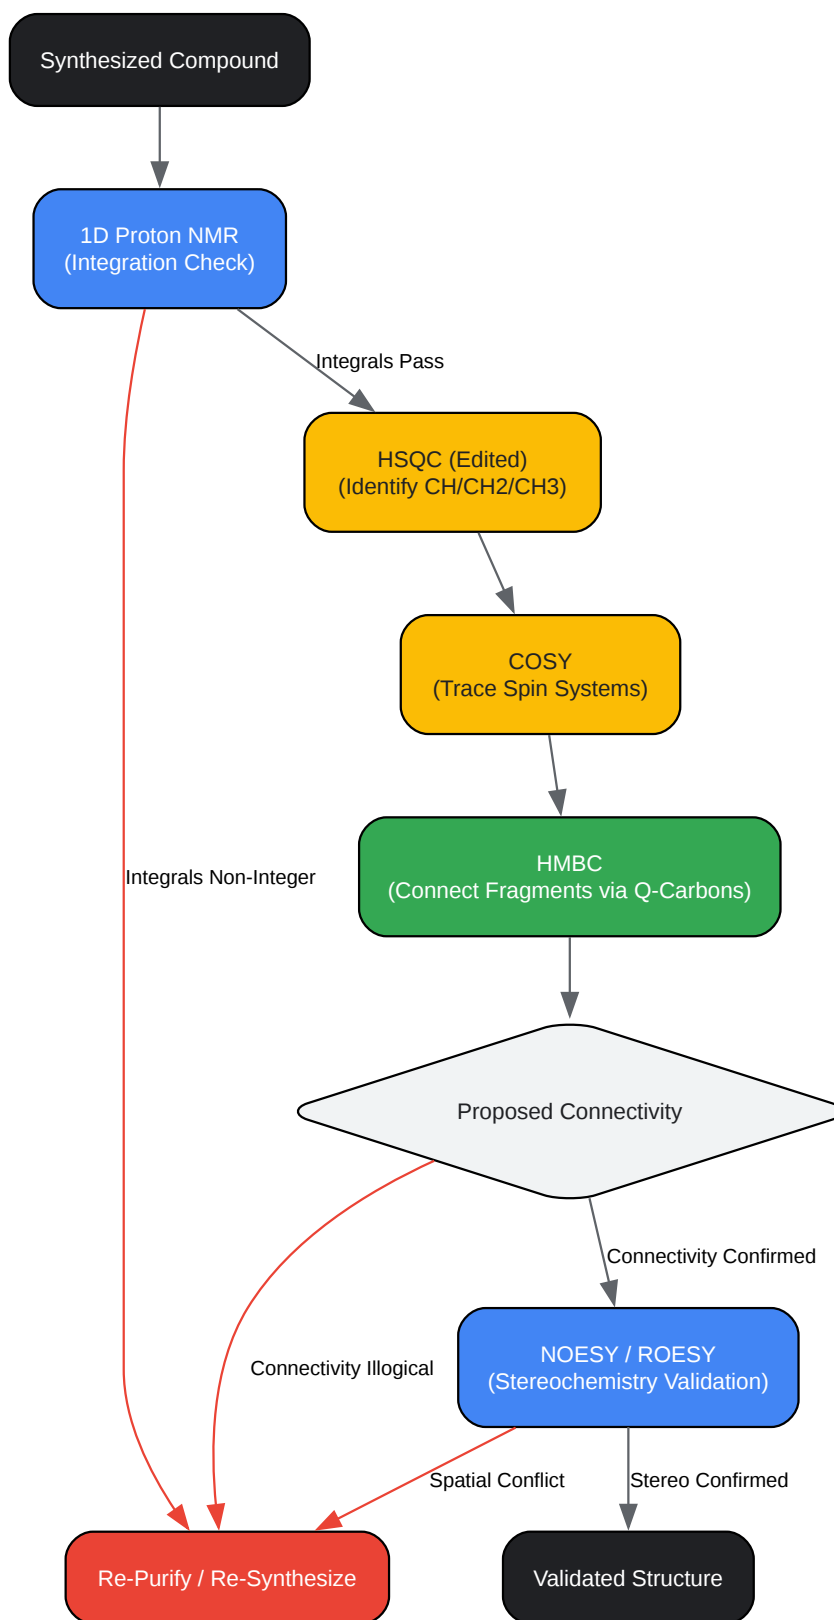 Synthesized Compound
1D Proton NMR
(Integration Check)
Integrals Pass
HSQC (Edited)
(Identify CH/CH2/CH3)
COSY
(Trace Spin Systems)
HMBC
(Connect Fragments via Q-Carbons)
Integrals Non-Integer
Proposed Connectivity
Connectivity Confirmed
NOESY / ROESY
(Stereochemistry Validation)
Connectivity Illogical
Spatial Conflict
Stereo Confirmed
Re-Purify / Re-Synthesize
Validated Structure